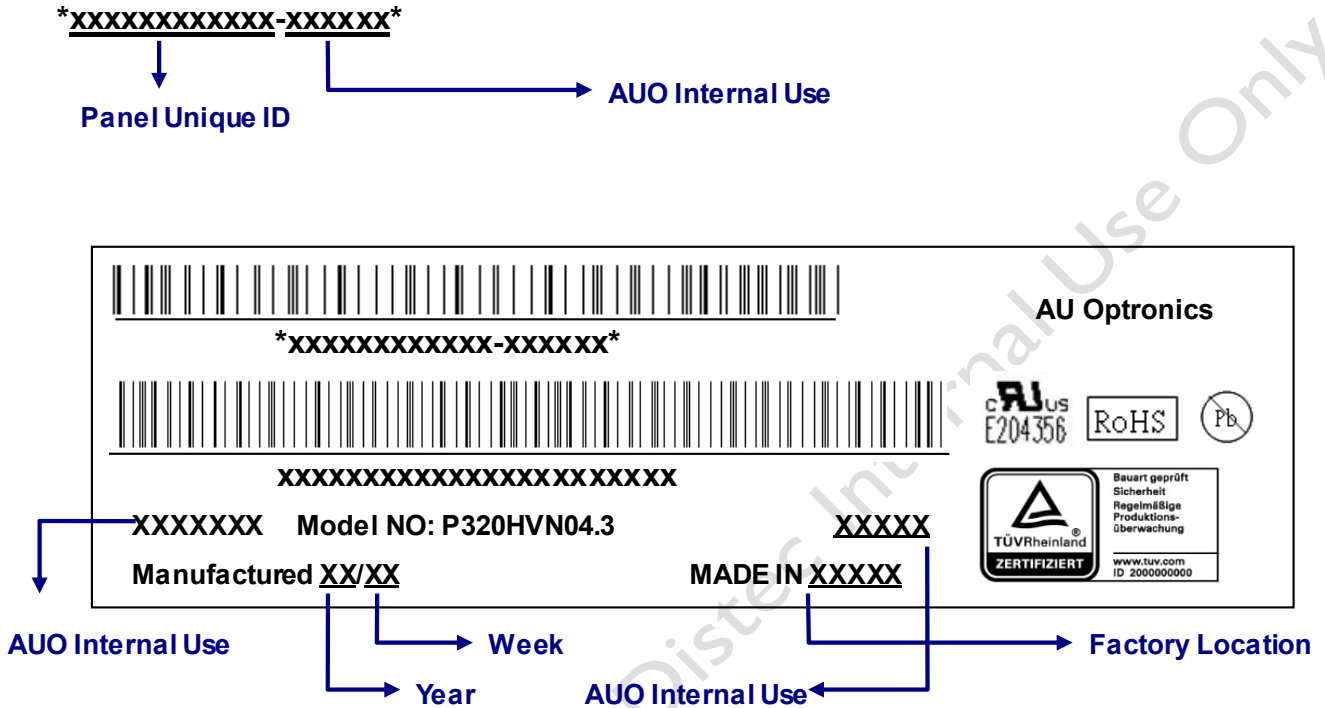 *xxxxxxxxxxxx-xxxxxx*
AUO Internal Use
Panel Unique ID
AU Optronics
*xxxxxxxxxxxx-xxxxxx*
c RU US
E204356
RoHS
Pb
xxxxxxxxxxxxxxxxxxxxxxx
Bauart geprüft
Sicherheit
Regelmäßige
Produktions-
überwachung
www.tuv.com
ID 2000000000
TÜVRheinland®
ZERTIFIZIERT
XXXXXXX Model NO: P320HVN04.3 XXXXX
Manufactured XX/XX MADE IN XXXXX
AUO Internal Use
Week
Factory Location
Year
AUO Internal Use
Distec Internal Use Only